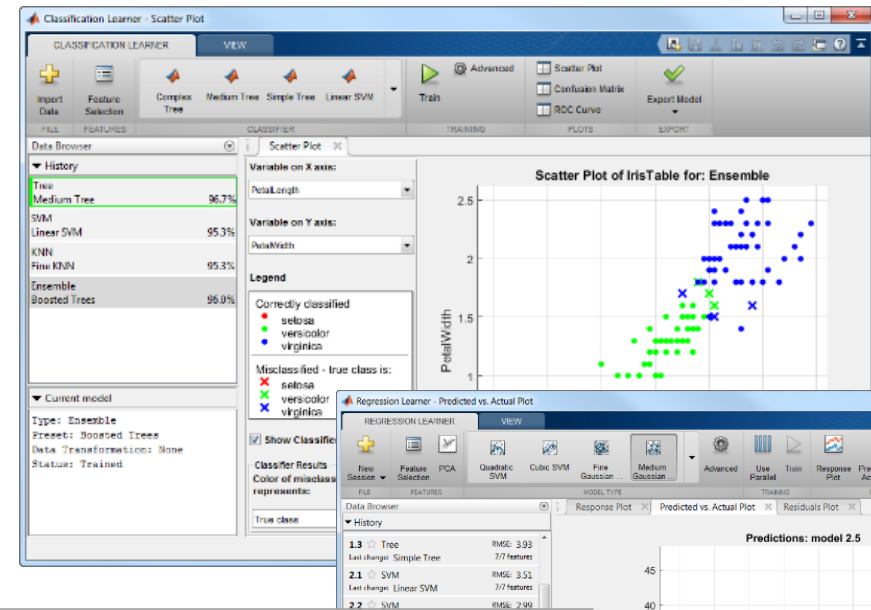 Classification Learner - Scatter Plot
CLASSIFICATION LEARNER VIEW
Import Data
Feature Selection
Complex Tree
Medium Tree
Simple Tree
Linear SVM
Train
Advanced
Scatter Plot
Confusion Matrix
ROC Curve
Export Model
FILE FEATURES CLASSIFIER TRAINING PLOTS EXPORT
Data Browser
History
Tree
Medium Tree 96.7%
SVM
Linear SVM 95.3%
KNN
Fine KNN 95.3%
Ensemble
Boosted Trees 96.0%
Current model
Type: Ensemble
Preset: Boosted Trees
Data Transformation: None
Status: Trained
Scatter Plot
Variable on X axis:
PetalLength
Variable on Y axis:
PetalWidth
Legend
Correctly classified
setosa
versicolor
virginica
Misclassified - true class is:
setosa
versicolor
virginica
Show Classifie
Classifier Results
Color of misclass
represents:
True class
Scatter Plot of IrisTable for: Ensemble
2.5
2
1.5
1
PetalWidth
Regression Learner - Predicted vs. Actual Plot
REGRESSION LEARNER VIEW
New Session
Feature Selection
PCA
Quadratic SVM
Cubic SVM
Fine Gaussian ...
Medium Gaussian ...
Advanced
Use Parallel
Train
Response Plot
Pre
Ac
FILE FEATURES MODEL TYPE TRAINING
Data Browser
History
1.3 Tree RMSE: 3.93
Last change: Simple Tree 7/7 features
2.1 SVM RMSE: 3.51
Last change: Linear SVM 7/7 features
2.2 SVM RMSE: 2.99
Response Plot Predicted vs. Actual Plot Residuals Plot
Predictions: model 2.5
45
40